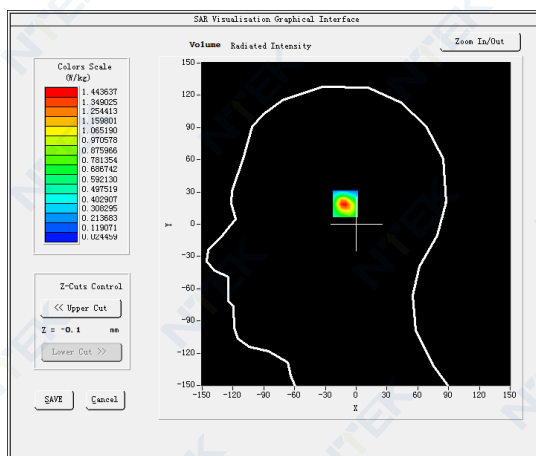 SAR Visualisation Graphical Interface
Volume Radiated Intensity
Zoom In/Out
Colors Scale
(W/kg)
1.443637
1.349025
1.254413
1.159801
1.065190
0.970578
0.875966
0.781354
0.686742
0.592130
0.497519
0.402907
0.308295
0.213683
0.119071
0.024459
Z-Cuts Control
<< Upper Cut
Z = -0.1 mm
Lower Cut >>
SAVE
Cancel
150
120
90
60
30
0
-30
-60
-90
-120
-150
Y
-150 -120 -90 -60 -30 0 30 60 90 120 150
X
NTEK